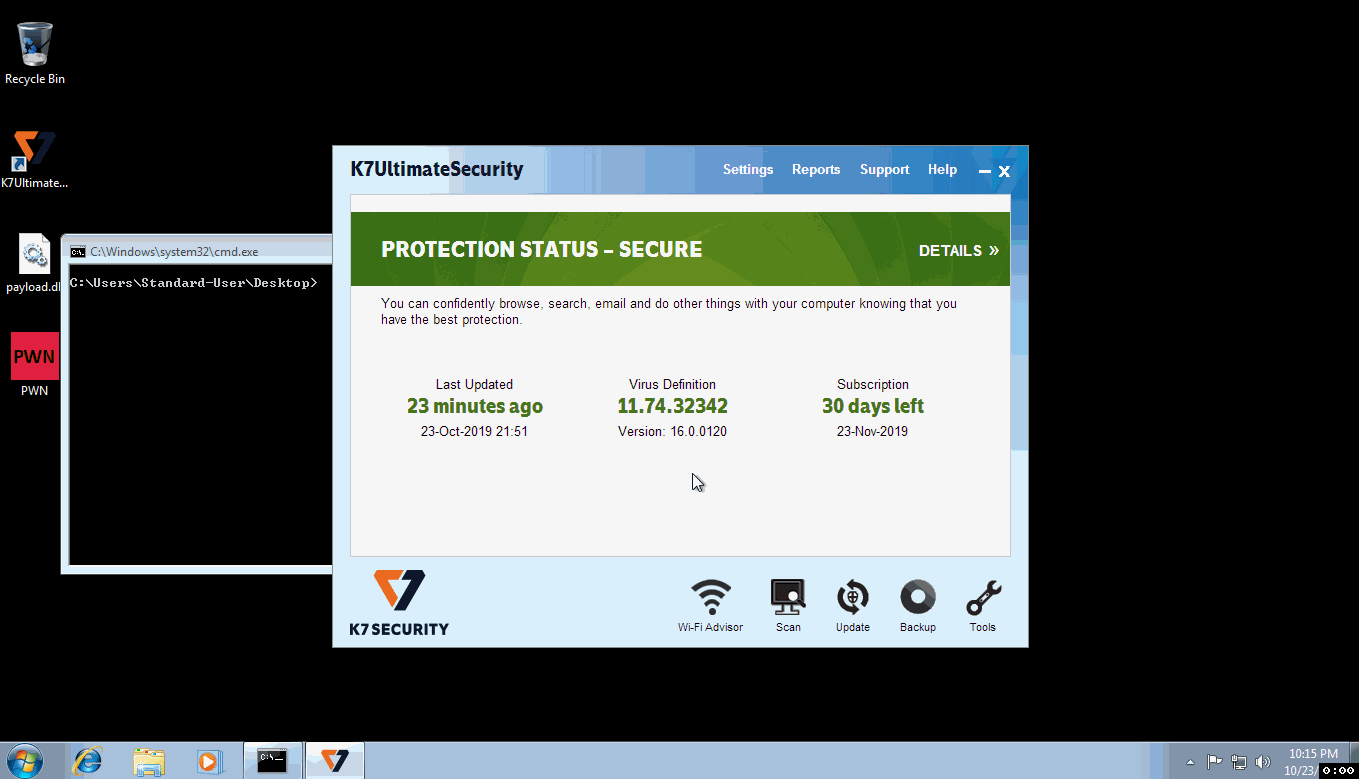 Recycle Bin
K7Ultimate...
payload.dl
PWN
PWN
C:\Windows\system32\cmd.exe
C:\Users\Standard-User\Desktop>
K7UltimateSecurity
Settings Reports Support Help
PROTECTION STATUS – SECURE
DETAILS »
You can confidently browse, search, email and do other things with your computer knowing that you
have the best protection.
Last Updated
23 minutes ago
23-Oct-2019 21:51
Virus Definition
11.74.32342
Version: 16.0.0120
Subscription
30 days left
23-Nov-2019
K7 SECURITY
Wi-Fi Advisor
Scan
Update
Backup
Tools
C:\_
10:15 PM
10/23/
0:00